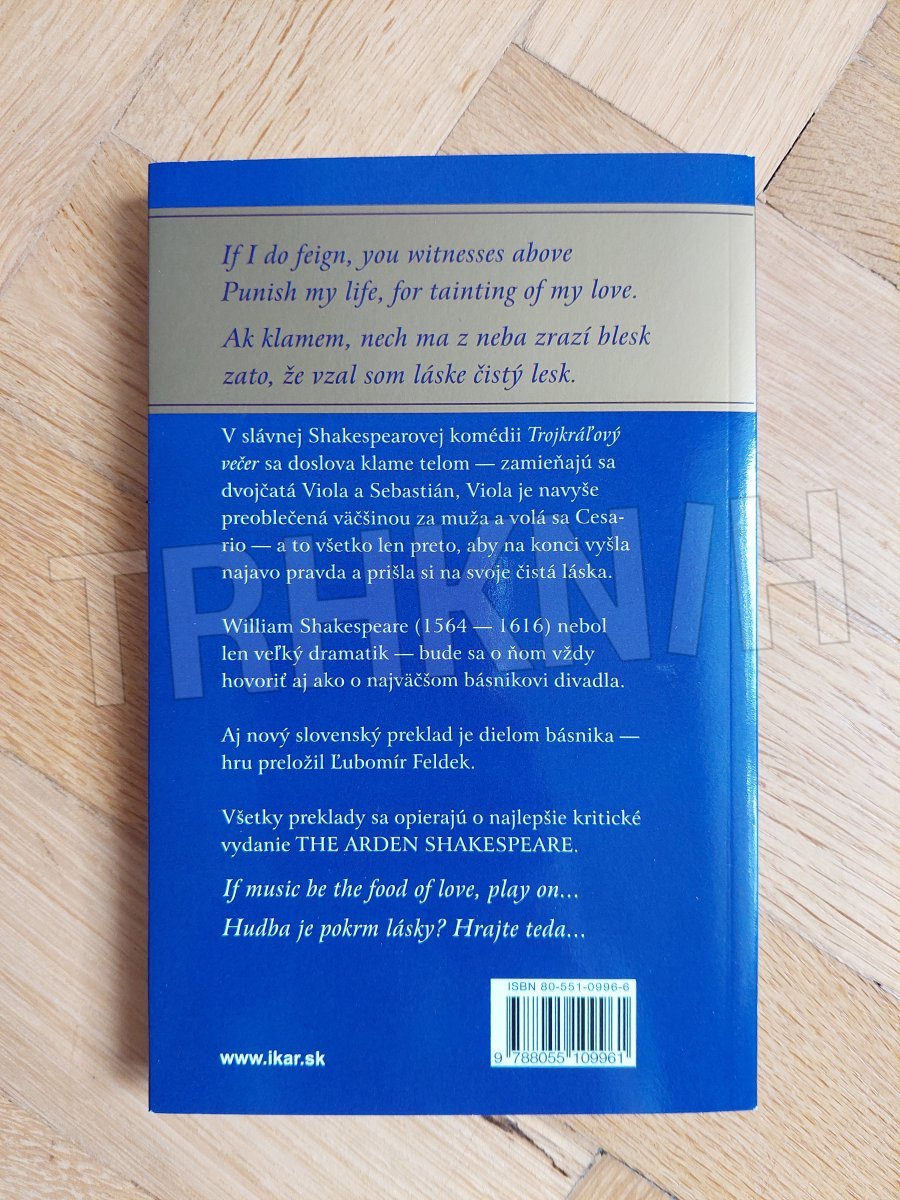 If I do feign, you witnesses above
Punish my life, for tainting of my love.
Ak klamem, nech ma z neba zrazí blesk
zato, že vzal som láske čistý lesk.
V slávnej Shakespearovej komédii Trojkráľový
večer sa doslova klame telom — zamieňajú sa
dvojčatá Viola a Sebastián, Viola je navyše
preoblečená väčšinou za muža a volá sa Cesa-
rio — a to všetko len preto, aby na konci vyšla
najavo pravda a prišla si na svoje čistá láska.
TRHKNIH
William Shakespeare (1564 — 1616) nebol
len veľký dramatik — bude sa o ňom vždy
hovoriť aj ako o najväčšom básnikovi divadla.
Aj nový slovenský preklad je dielom básnika —
hru preložil Ľubomír Feldek.
Všetky preklady sa opierajú o najlepšie kritické
vydanie THE ARDEN SHAKESPEARE.
If music be the food of love, play on...
Hudba je pokrm lásky? Hrajte teda...
ISBN 80-551-0996-6
9 788055 109961
www.ikar.sk